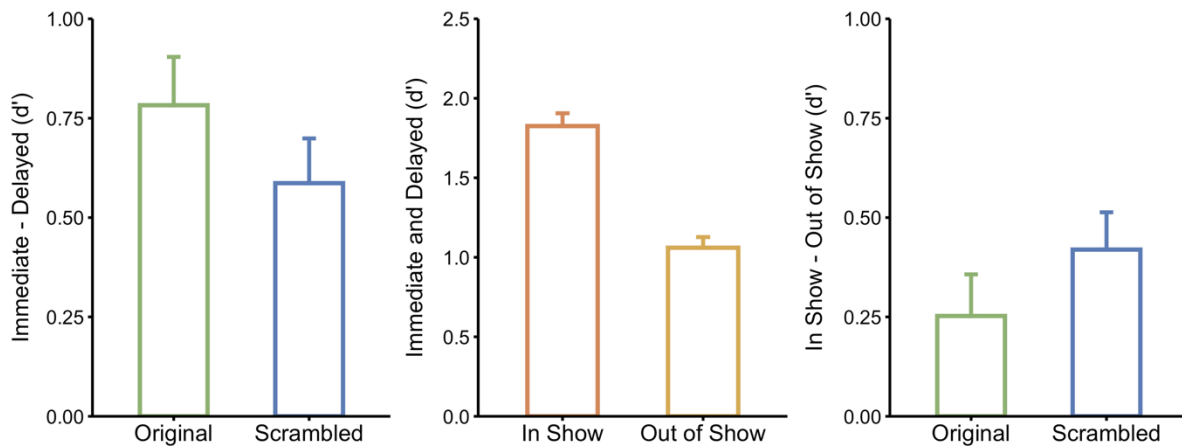 Immediate - Delayed (d')
1.00
0.75
0.50
0.25
0.00
Original Scrambled
Immediate and Delayed (d')
2.5
2.0
1.5
1.0
0.5
0.0
In Show Out of Show
In Show - Out of Show (d')
1.00
0.75
0.50
0.25
0.00
Original Scrambled